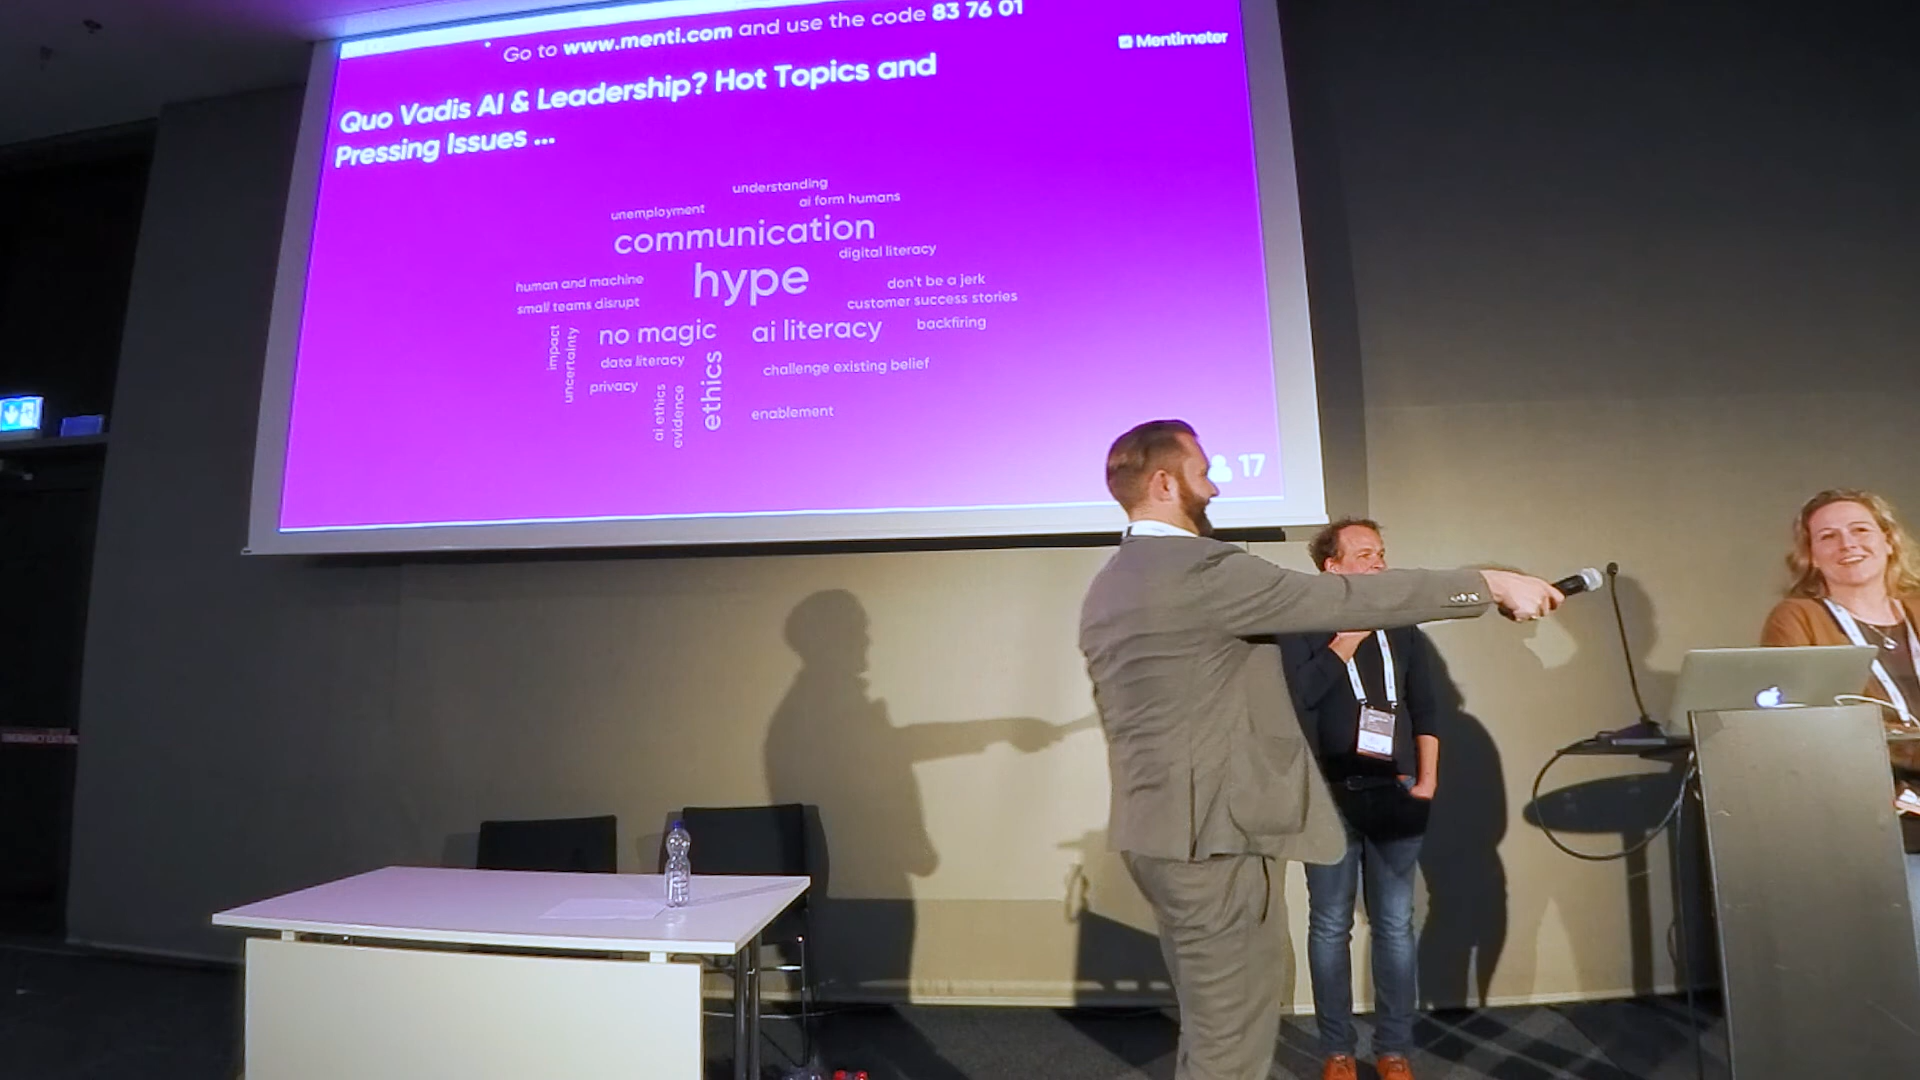 Go to www.menti.com and use the code 83 76 01
Mentimeter
Quo Vadis AI & Leadership? Hot Topics and
Pressing Issues ...
understanding
unemployment
ai form humans
communication
digital literacy
human and machine
hype
don't be a jerk
small teams disrupt
customer success stories
impact
uncertainty
no magic
ai literacy
backfiring
data literacy
ethics
challenge existing belief
privacy
ai ethics
evidence
enablement
17